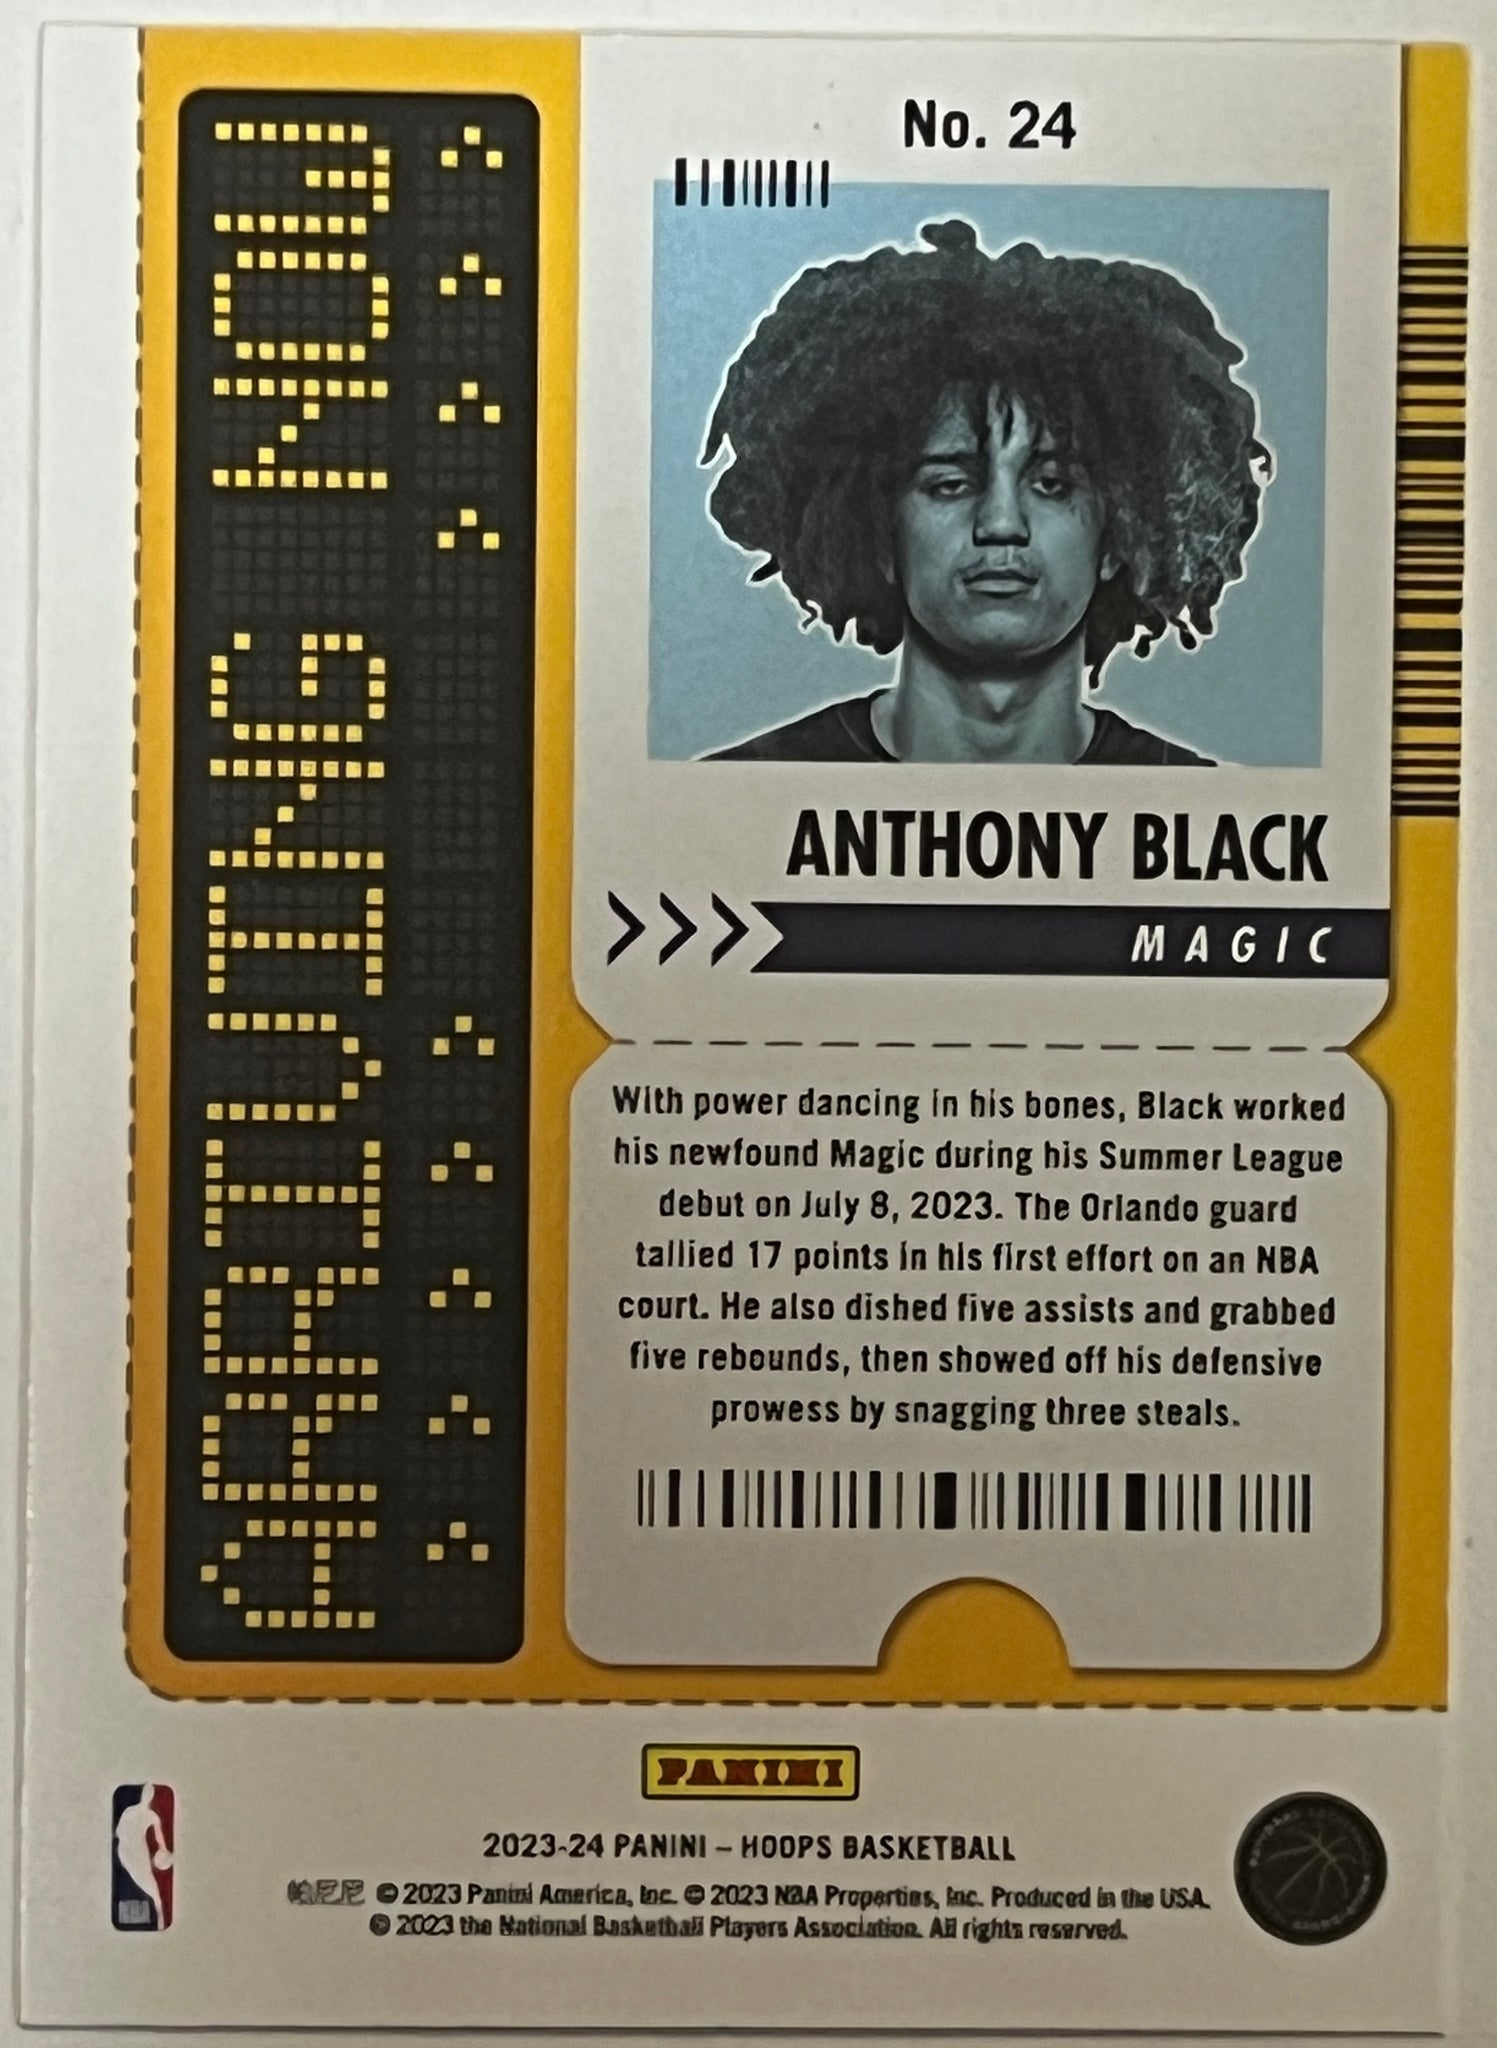 ARRIVING NOW
No. 24
ANTHONY BLACK
MAGIC
With power dancing in his bones, Black worked
his newfound Magic during his Summer League
debut on July 8, 2023. The Orlando guard
tallied 17 points in his first effort on an NBA
court. He also dished five assists and grabbed
five rebounds, then showed off his defensive
prowess by snagging three steals.
PANINI
2023-24 PANINI – HOOPS BASKETBALL
© 2023 Panini America, Inc. © 2023 NBA Properties, Inc. Produced in the USA.
© 2023 the National Basketball Players Association. All rights reserved.